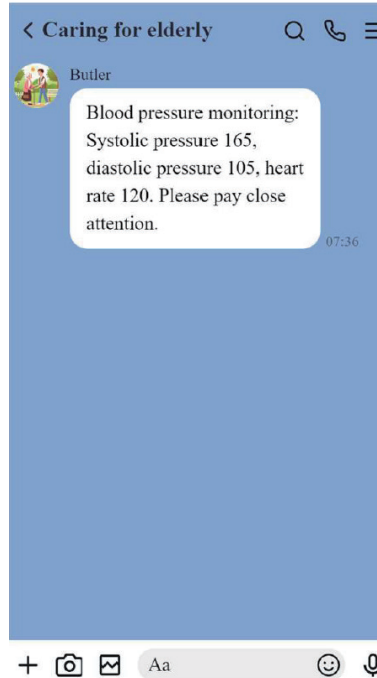 Caring for elderly
Butler
Blood pressure monitoring:
Systolic pressure 165,
diastolic pressure 105, heart
rate 120. Please pay close
attention.
07:36
Aa